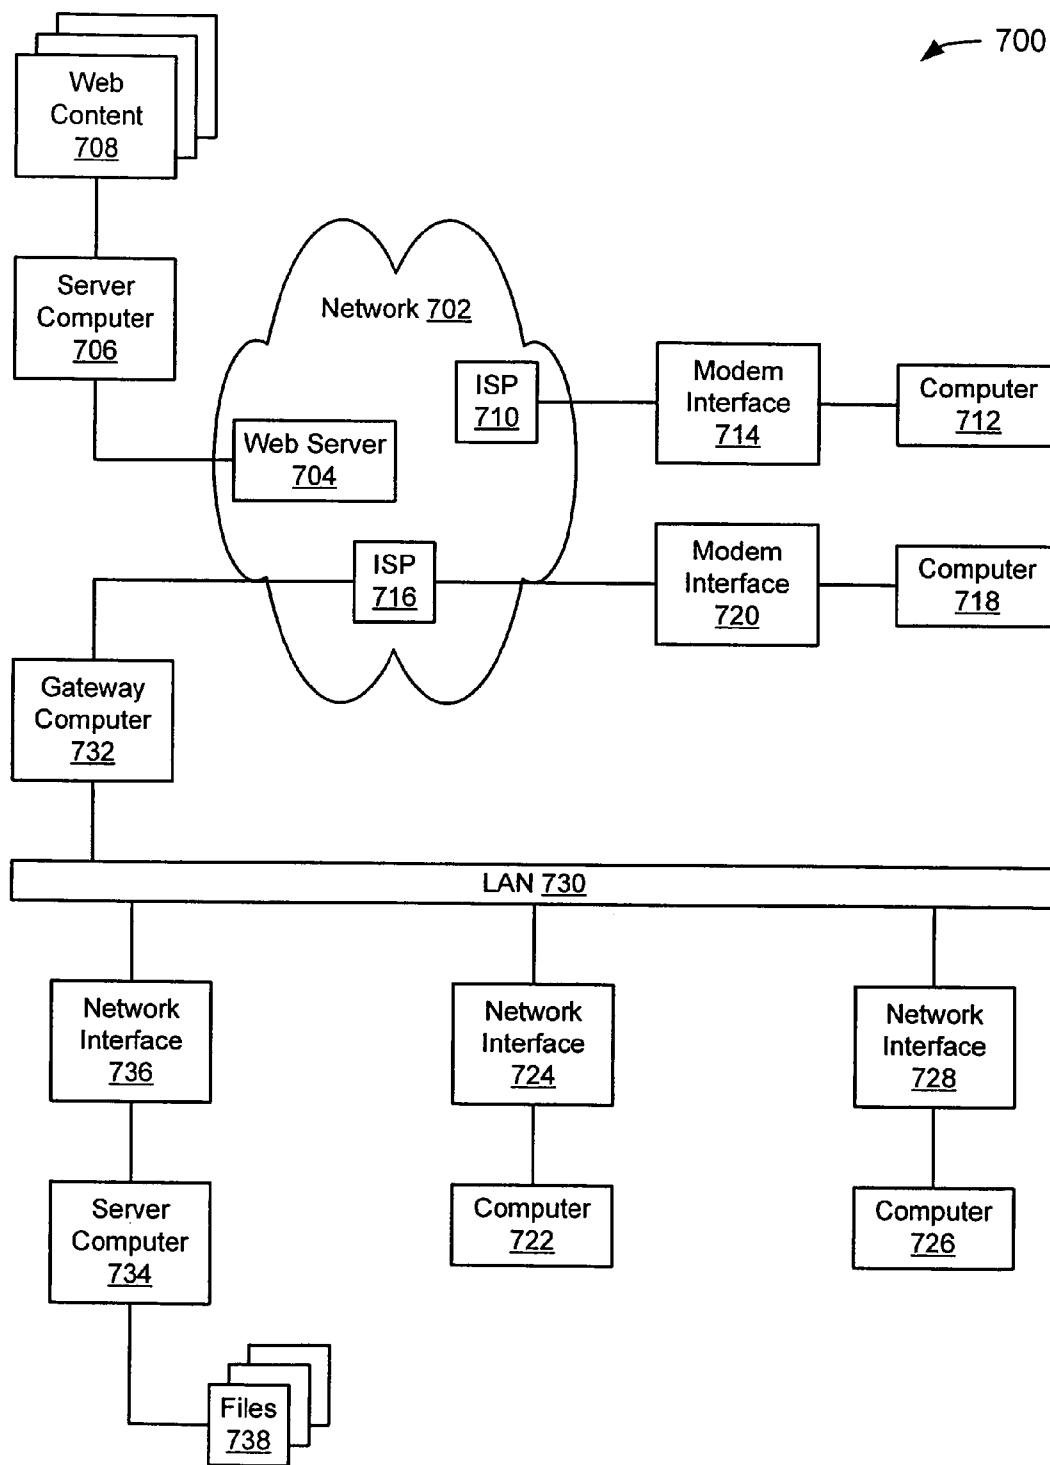 700
Web
Content
708
Server
Computer
706
Network 702
ISP
710
Modem
Interface
714
Computer
712
Web Server
704
ISP
716
Modem
Interface
720
Computer
718
Gateway
Computer
732
LAN 730
Network
Interface
736
Network
Interface
724
Network
Interface
728
Server
Computer
734
Computer
722
Computer
726
Files
738